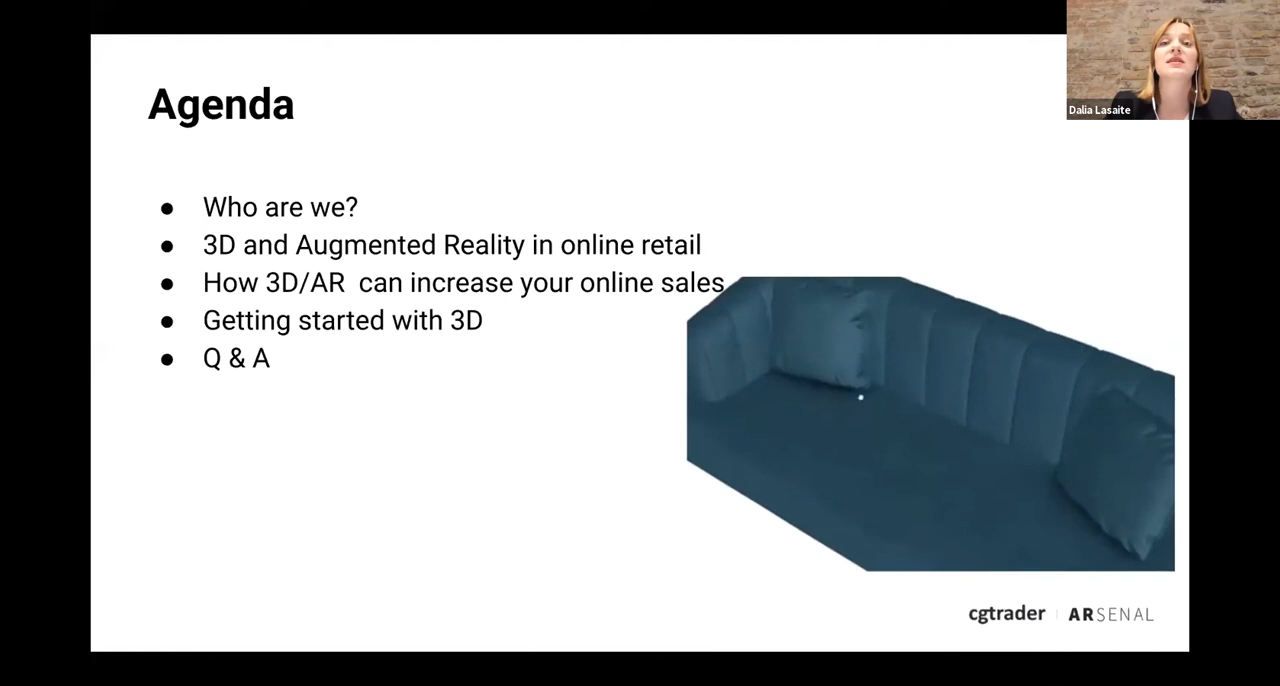 Agenda
Dalia Lasaite
● Who are we?
● 3D and Augmented Reality in online retail
● How 3D/AR  can increase your online sales
● Getting started with 3D
● Q & A
cgtrader | ARSENAL